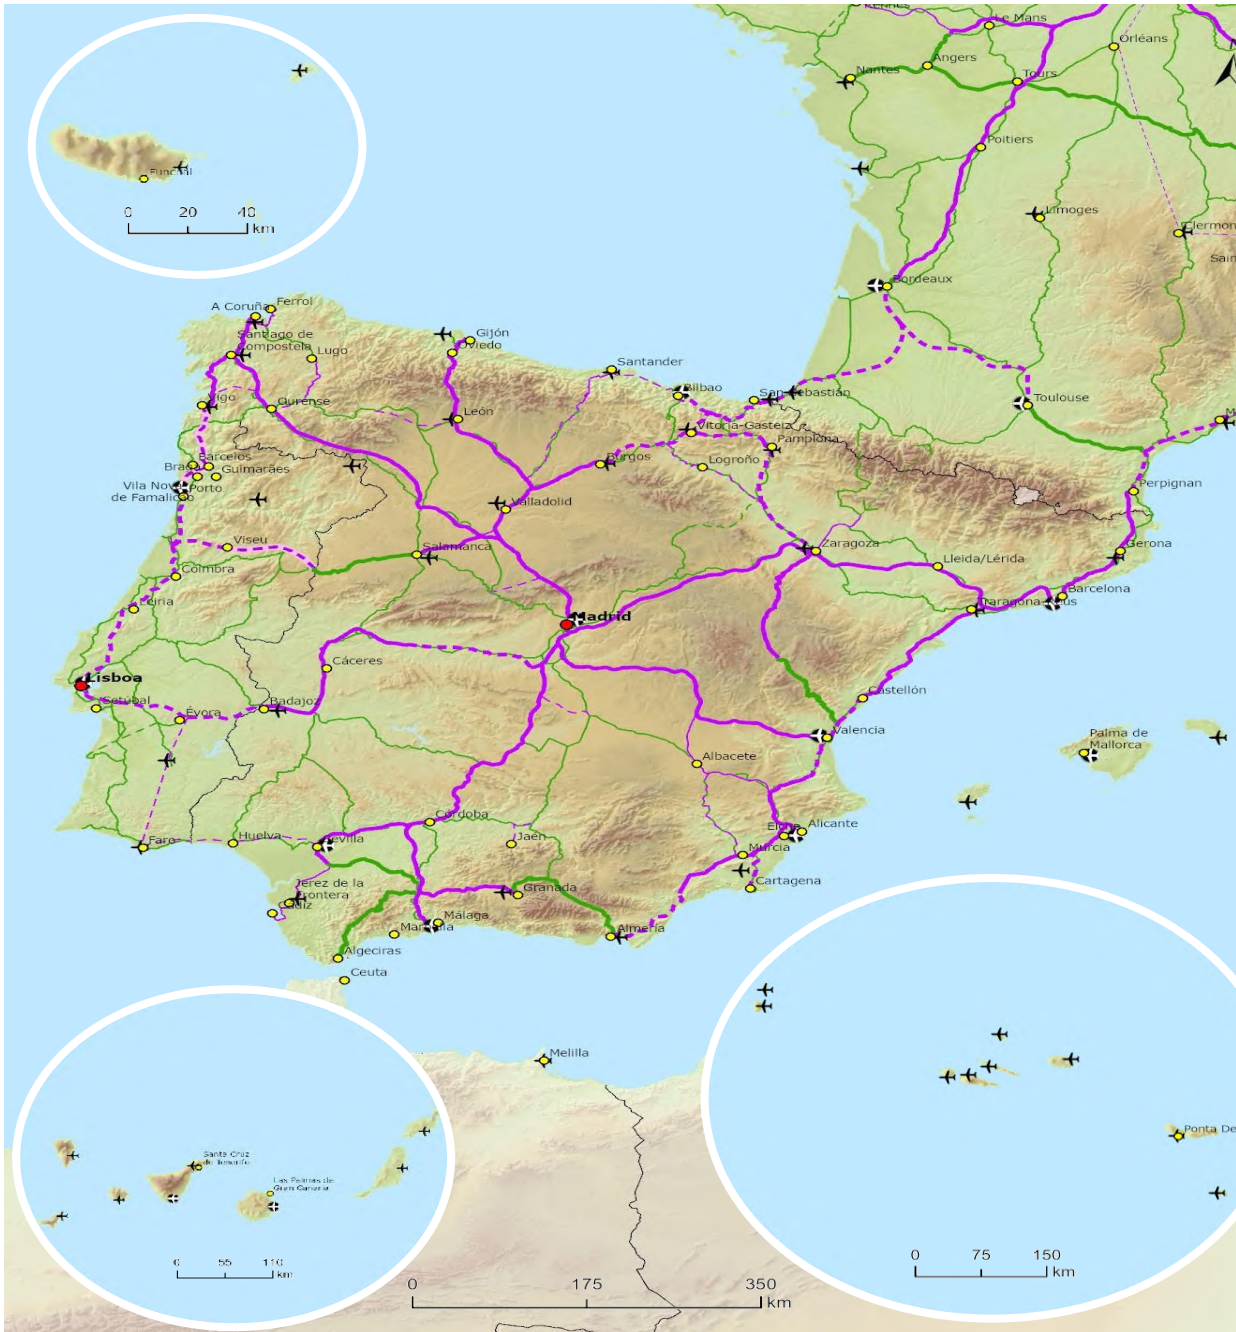 Rennes
Le Mans
Orléans
Angers
Nantes
Tours
Poitiers
Funchal
0 20 40
km
Limoges
Clermon
Sain
Bordeaux
Ferrol
A Coruña
Santiago de
Compostela
Lugo
Gijón
Oviedo
Santander
Bilbao
San Sebastián
Toulouse
Vigo
Ourense
León
Vitoria-Gasteiz
Pamplona
M
Burgos
Logroño
Barcelos
Braga
Guimarães
Vila Nova
de Famalicão
Porto
Perpignan
Valladolid
Viseu
Salamanca
Zaragoza
Gerona
Lleida/Lérida
Coimbra
Leiria
Madrid
Barcelona
Tarragona-Reus
Cáceres
Lisboa
Setúbal
Évora
Badajoz
Castellón
Valencia
Palma de
Mallorca
Albacete
Córdoba
Elche
Alicante
Faro
Huelva
Sevilla
Jaén
Murcia
Jerez de la
Frontera
Cádiz
Granada
Cartagena
Málaga
Marbella
Almería
Algeciras
Ceuta
Melilla
Santa Cruz
de Tenerife
Las Palmas de
Gran Canaria
0 55 110
km
Ponta De
0 75 150
km
0 175 350
km